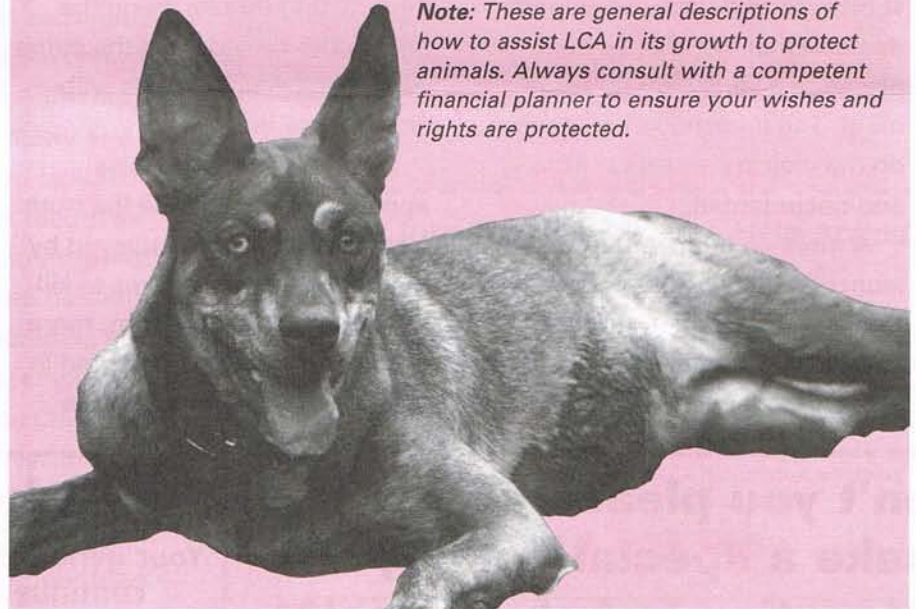 Note: These are general descriptions of
how to assist LCA in its growth to protect
animals. Always consult with a competent
financial planner to ensure your wishes and
rights are protected.